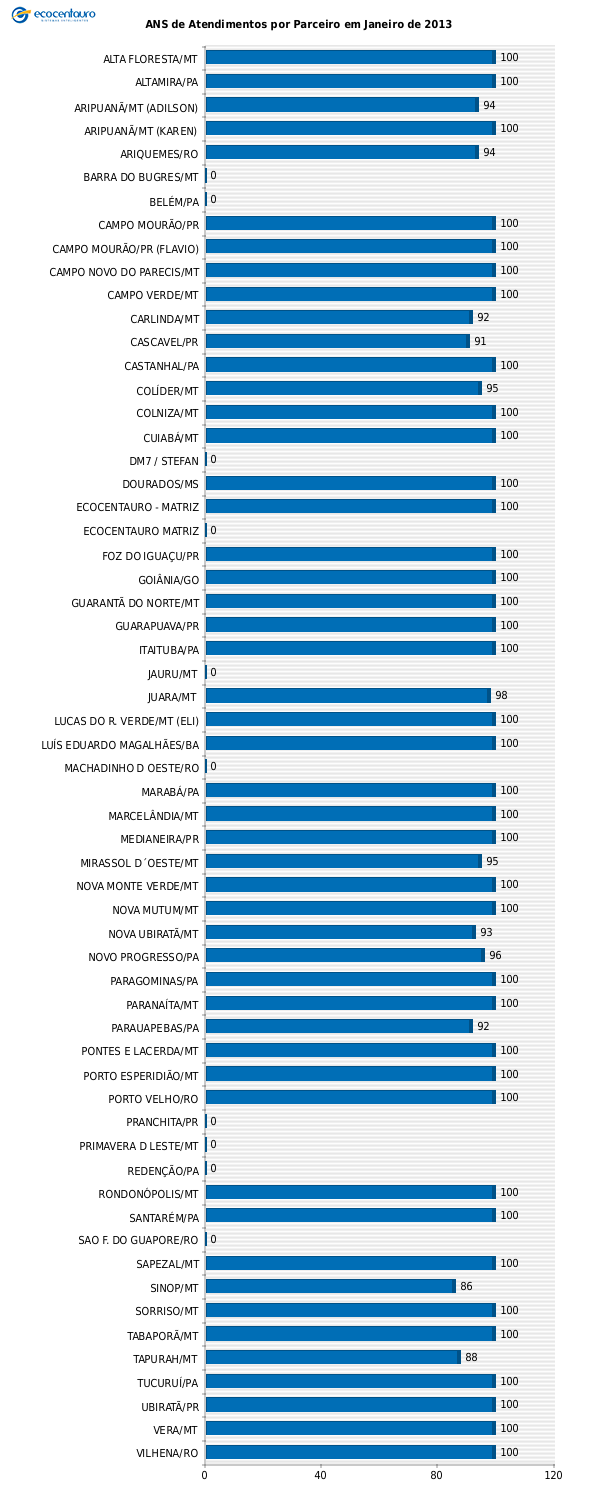 ecocentauro
ANS de Atendimentos por Parceiro em Janeiro de 2013
ALTA FLORESTA/MT 100
ALTAMIRA/PA 100
ARIPUANÃ/MT (ADILSON) 94
ARIPUANÃ/MT (KAREN) 100
ARIQUEMES/RO 94
BARRA DO BUGRES/MT 0
BELÉM/PA 0
CAMPO MOURÃO/PR 100
CAMPO MOURÃO/PR (FLAVIO) 100
CAMPO NOVO DO PARECIS/MT 100
CAMPO VERDE/MT 100
CARLINDA/MT 92
CASCAVEL/PR 91
CASTANHAL/PA 100
COLÍDER/MT 95
COLNIZA/MT 100
CUIABÁ/MT 100
DM7 / STEFAN 0
DOURADOS/MS 100
ECOCENTAURO - MATRIZ 100
ECOCENTAURO MATRIZ 0
FOZ DO IGUAÇU/PR 100
GOIÂNIA/GO 100
GUARANTÃ DO NORTE/MT 100
GUARAPUAVA/PR 100
ITAITUBA/PA 100
JAURU/MT 0
JUARA/MT 98
LUCAS DO R. VERDE/MT (ELI) 100
LUÍS EDUARDO MAGALHÃES/BA 100
MACHADINHO D OESTE/RO 0
MARABÁ/PA 100
MARCELÂNDIA/MT 100
MEDIANEIRA/PR 100
MIRASSOL D´OESTE/MT 95
NOVA MONTE VERDE/MT 100
NOVA MUTUM/MT 100
NOVA UBIRATÃ/MT 93
NOVO PROGRESSO/PA 96
PARAGOMINAS/PA 100
PARANAÍTA/MT 100
PARAUAPEBAS/PA 92
PONTES E LACERDA/MT 100
PORTO ESPERIDIÃO/MT 100
PORTO VELHO/RO 100
PRANCHITA/PR 0
PRIMAVERA D LESTE/MT 0
REDENÇÃO/PA 0
RONDONÓPOLIS/MT 100
SANTARÉM/PA 100
SAO F. DO GUAPORE/RO 0
SAPEZAL/MT 100
SINOP/MT 86
SORRISO/MT 100
TABAPORÃ/MT 100
TAPURAH/MT 88
TUCURUÍ/PA 100
UBIRATÃ/PR 100
VERA/MT 100
VILHENA/RO 100
0 40 80 120